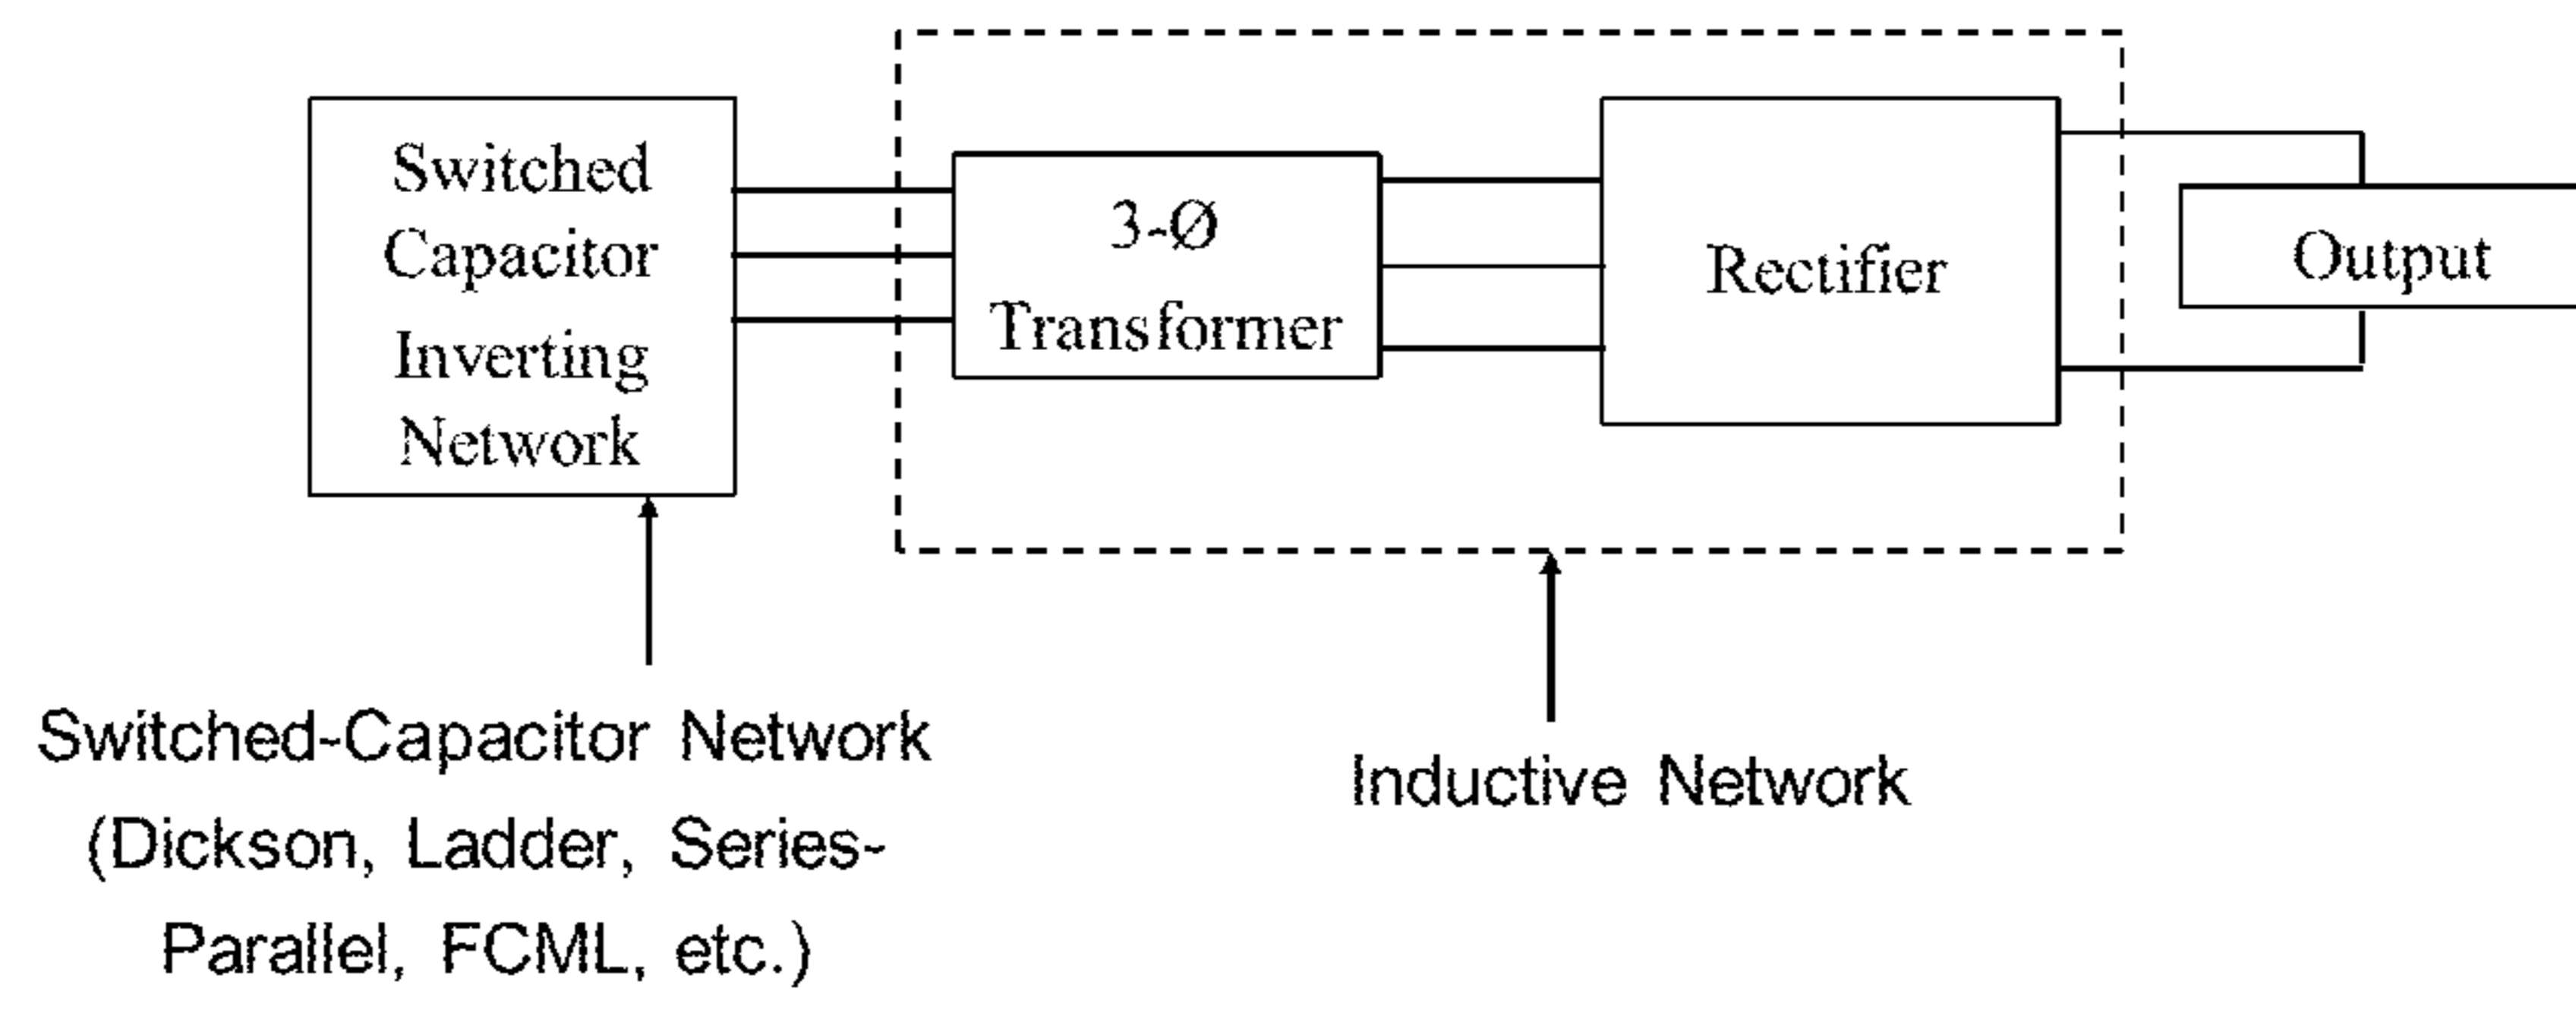 Switched
Capacitor
Inverting
Network
3-Ø
Transformer
Rectifier
Output
Switched-Capacitor Network
(Dickson, Ladder, Series-
Parallel, FCML, etc.)
Inductive Network